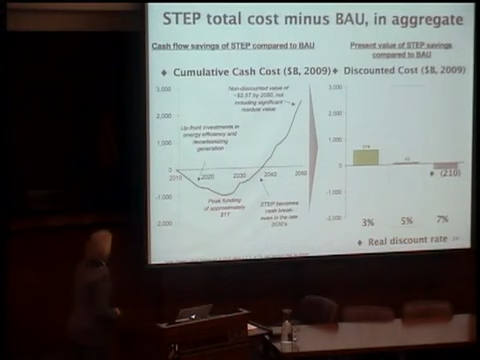 STEP total cost minus BAU, in aggregate
Cash flow savings of STEP compared to BAU
Present value of STEP savings
compared to BAU
♦ Cumulative Cash Cost ($B, 2009)
♦ Discounted Cost ($B, 2009)
Non-discounted value of
by 2050, not
including significant
residual value
3,000
2,000
1,000
0
-1,000
-2,000
Up-front investments in
energy efficiency and
generation
2010
2020
2030
2040
2050
Peak funding
of approximately
STEP becomes
cash break-
even in the late
2030's
3,000
2,000
1,000
0
-1,000
-2,000
(210)
3%
5%
7%
♦ Real discount rate